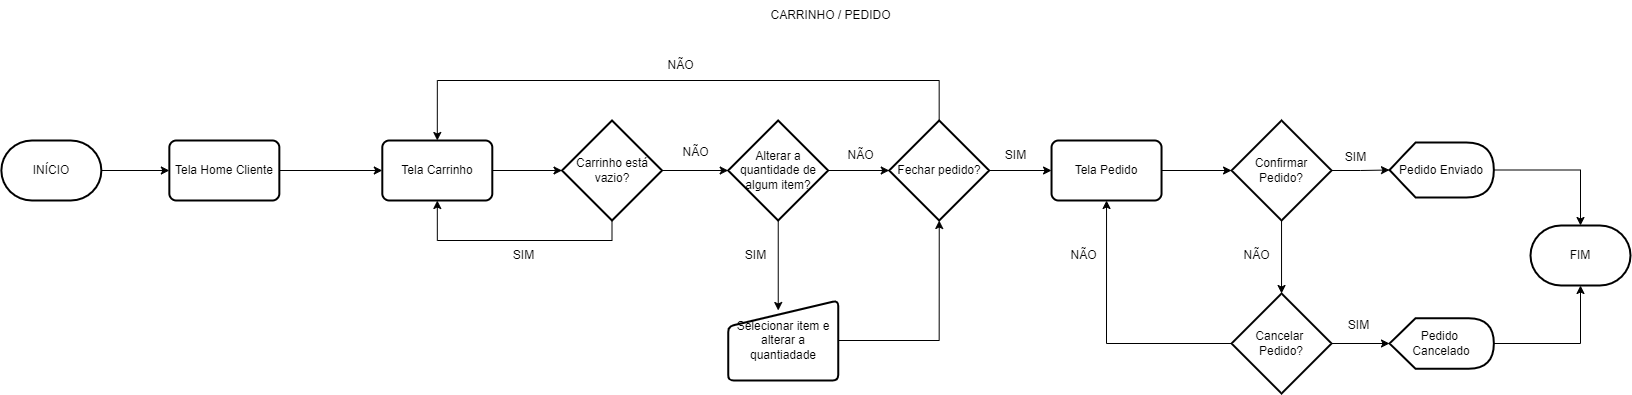 CARRINHO / PEDIDO
NÃO
INÍCIO
Tela Home Cliente
Tela Carrinho
Carrinho está
vazio?
NÃO
Alterar a
quantidade de
algum item?
NÃO
Fechar pedido?
SIM
Tela Pedido
Confirmar
Pedido?
SIM
Pedido Enviado
SIM
SIM
NÃO
NÃO
FIM
Selecionar item e
alterar a
quantiadade
Cancelar
Pedido?
SIM
Pedido
Cancelado